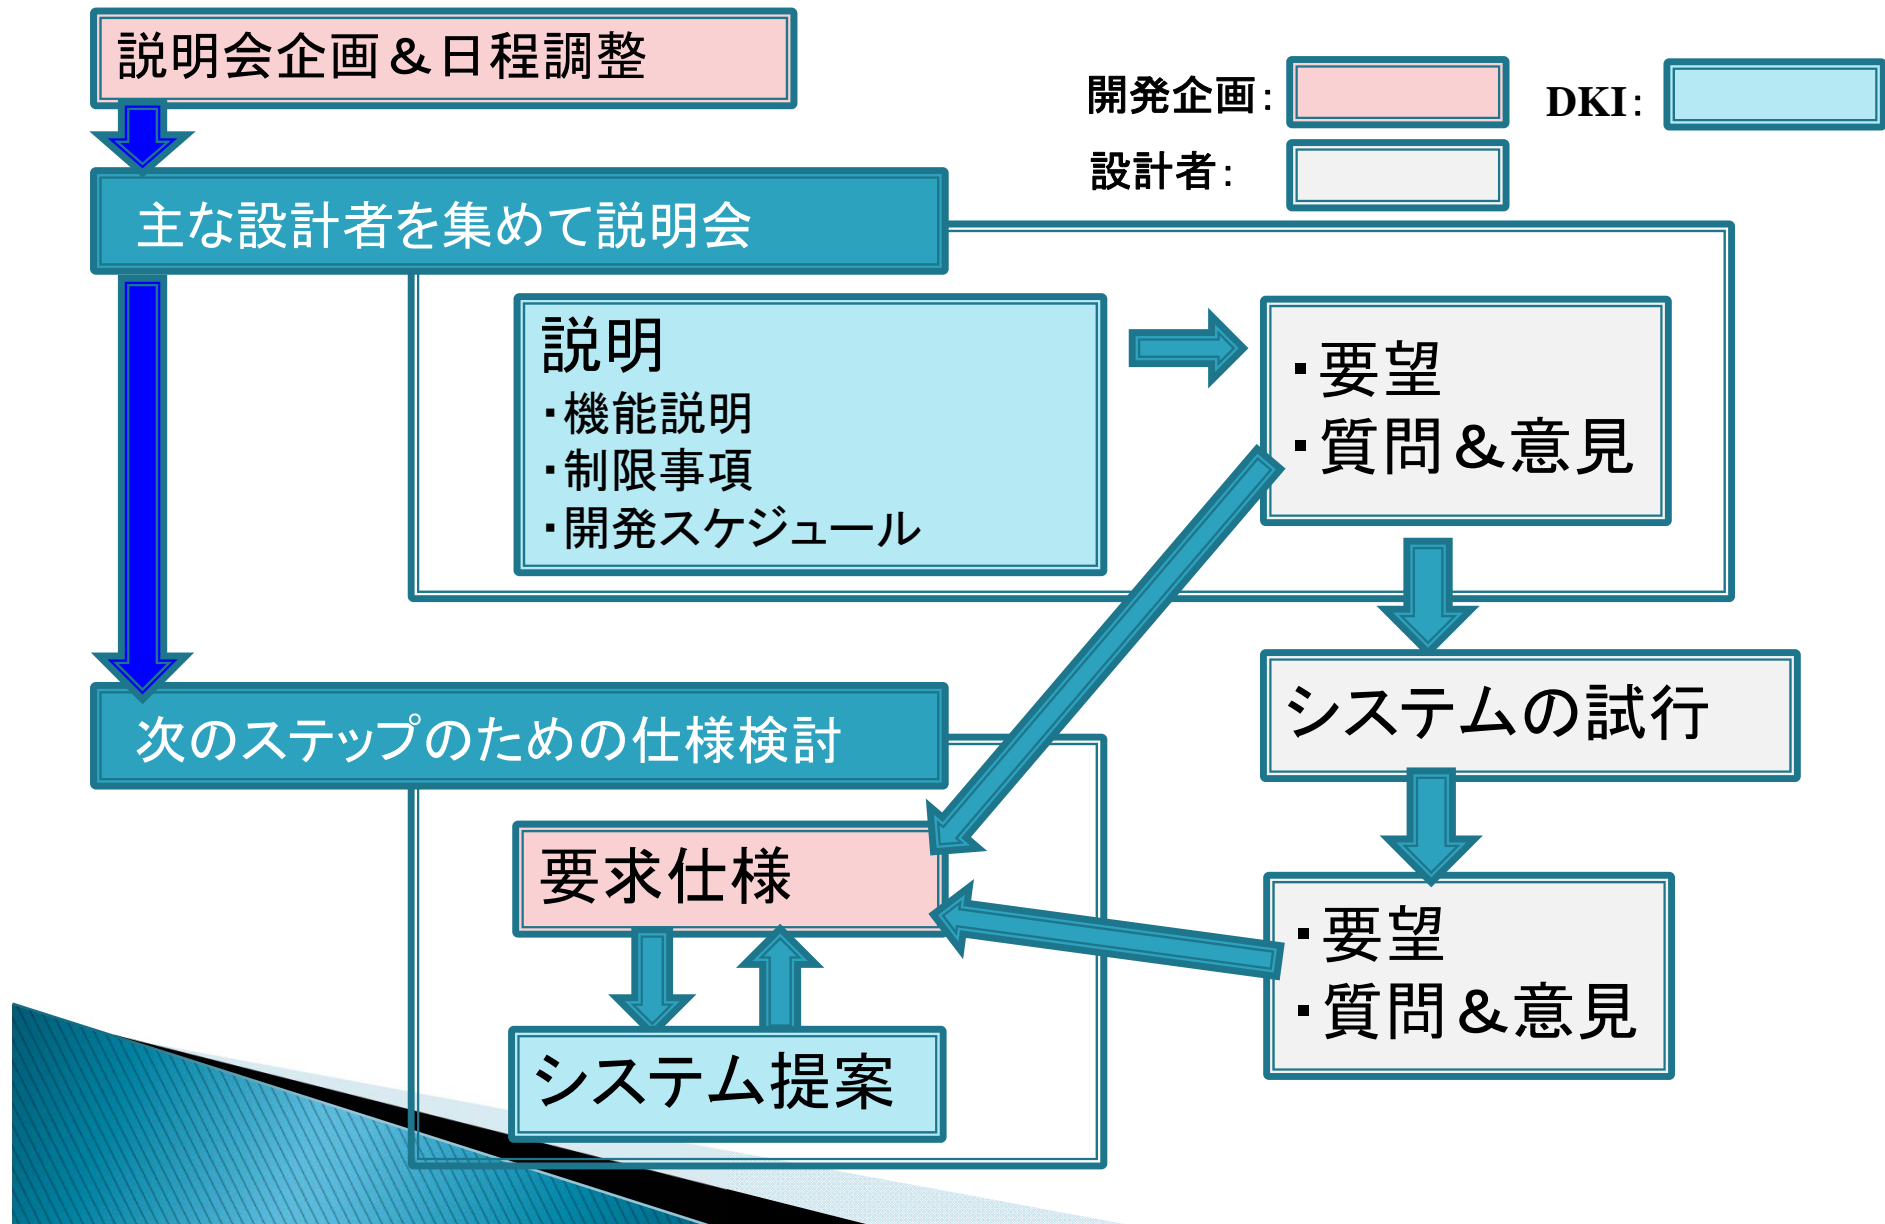 説明会企画＆日程調整
開発企画：
DKI：
設計者：
主な設計者を集めて説明会
説明
・機能説明
・制限事項
・開発スケジュール
・要望
・質問＆意見
システムの試行
次のステップのための仕様検討
要求仕様
システム提案
・要望
・質問＆意見